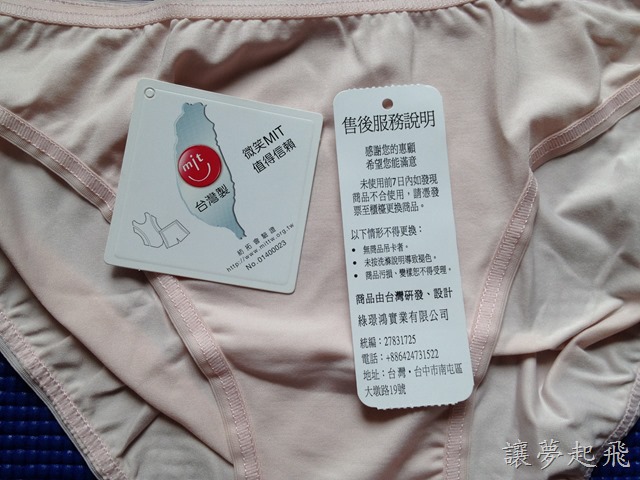 微笑MIT
值得信賴
mit
台灣製
紡拓會驗證
http://www.mittw.org.tw
No.01400023
售後服務說明
感謝您的惠顧
希望您能滿意
未使用前7日內如發現
商品不合使用，請憑發
票至櫃檯更換商品。
以下情形不得更換：
• 無商品吊卡者。
• 未按洗滌說明導致褪色。
• 商品污損、變樣恕不得受理。
商品由台灣研發、設計
綠環鴻實業有限公司
統編：27831725
電話：+886424731522
地址：台灣・台中市南屯區
大墩路19號
讓夢起飛